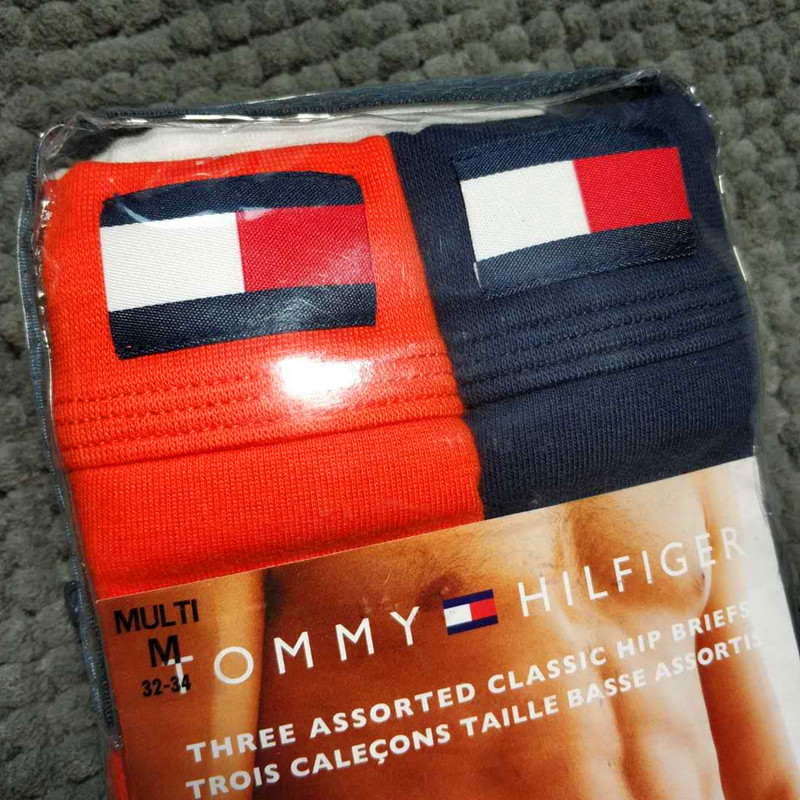 MULTI
M
32-34
TOMMY HILFIGER
THREE ASSORTED CLASSIC HIP BRIEFS
TROIS CALEÇONS TAILLE BASSE ASSORTIS